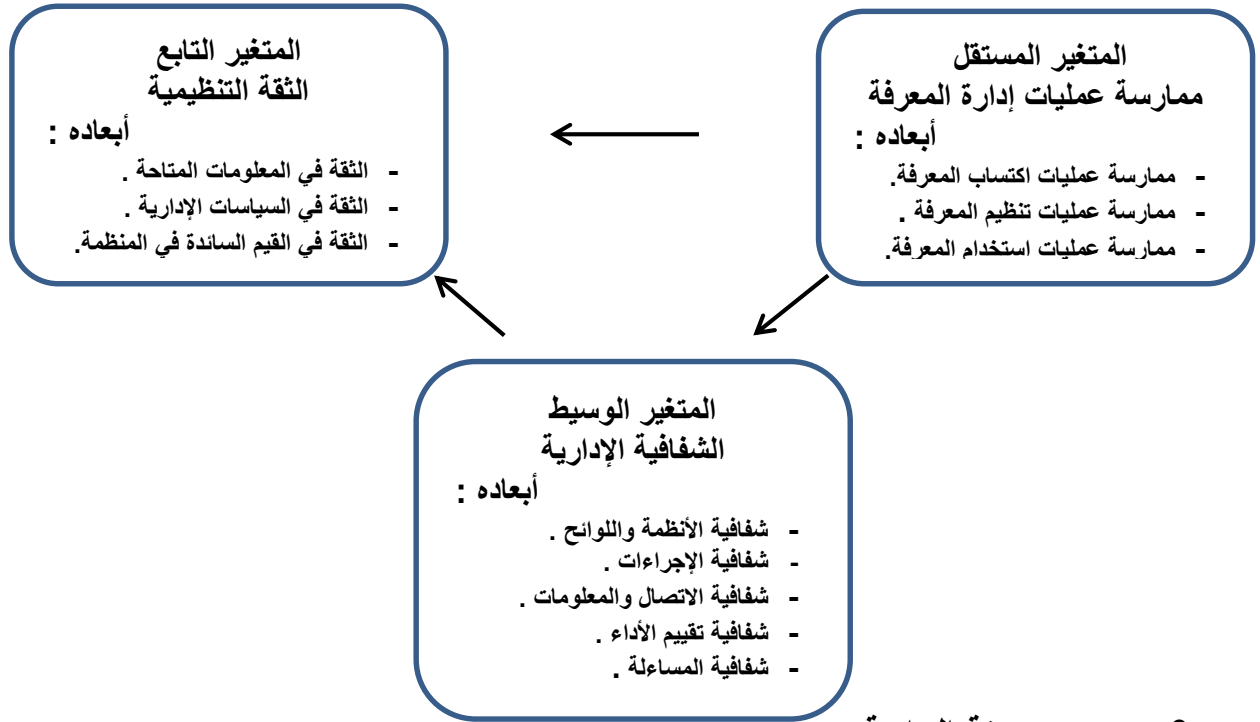 المتغير المستقل
ممارسة عمليات إدارة المعرفة
أبعاده :
- ممارسة عمليات اكتساب المعرفة.
- ممارسة عمليات تنظيم المعرفة .
- ممارسة عمليات استخدام المعرفة.
المتغير التابع
الثقة التنظيمية
أبعاده :
- الثقة في المعلومات المتاحة .
- الثقة في السياسات الإدارية .
- الثقة في القيم السائدة في المنظمة.
المتغير الوسيط
الشفافية الإدارية
أبعاده :
- شفافية الأنظمة واللوائح .
- شفافية الإجراءات .
- شفافية الاتصال والمعلومات .
- شفافية تقييم الأداء .
- شفافية المساءلة .